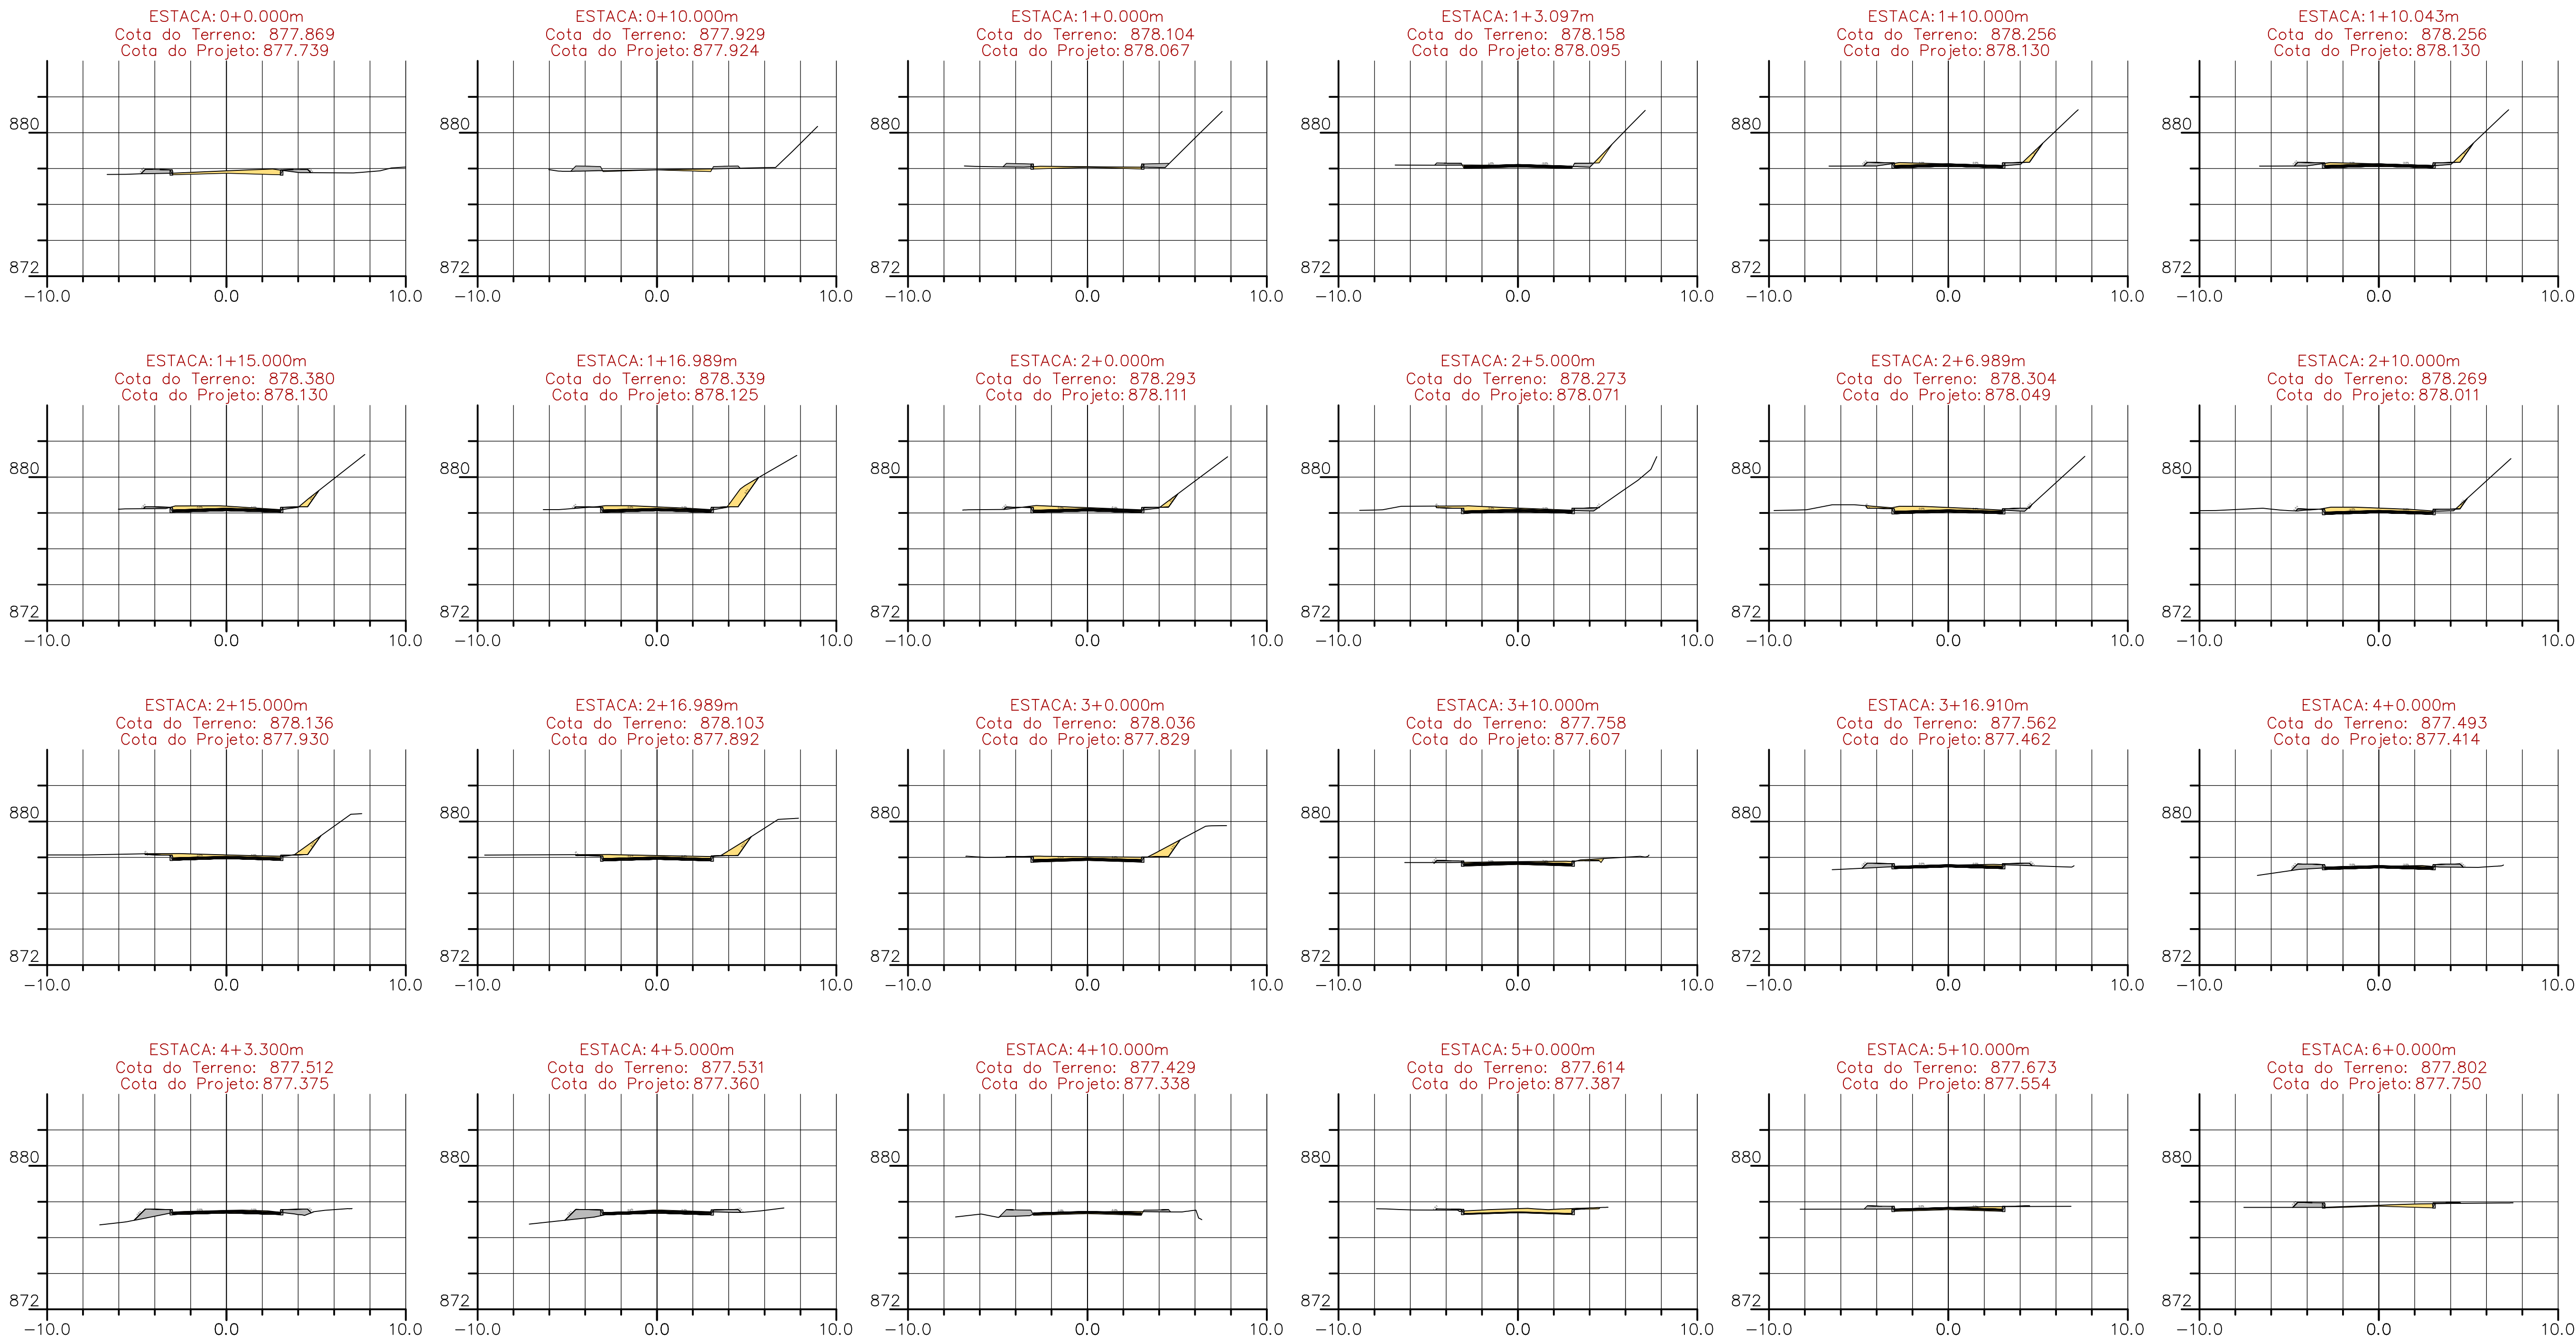 ESTACA: 0+0.000m
Cota do Terreno: 877.869
Cota do Projeto: 877.739
880
872
-10.0 0.0 10.0
ESTACA: 0+10.000m
Cota do Terreno: 877.929
Cota do Projeto: 877.924
880
872
-10.0 0.0 10.0
ESTACA: 1+0.000m
Cota do Terreno: 878.104
Cota do Projeto: 878.067
880
872
-10.0 0.0 10.0
ESTACA: 1+3.097m
Cota do Terreno: 878.158
Cota do Projeto: 878.095
880
872
-10.0 0.0 10.0
ESTACA: 1+10.000m
Cota do Terreno: 878.256
Cota do Projeto: 878.130
880
872
-10.0 0.0 10.0
ESTACA: 1+10.043m
Cota do Terreno: 878.256
Cota do Projeto: 878.130
880
872
-10.0 0.0 10.0
ESTACA: 1+15.000m
Cota do Terreno: 878.380
Cota do Projeto: 878.130
880
872
-10.0 0.0 10.0
ESTACA: 1+16.989m
Cota do Terreno: 878.339
Cota do Projeto: 878.125
880
872
-10.0 0.0 10.0
ESTACA: 2+0.000m
Cota do Terreno: 878.293
Cota do Projeto: 878.111
880
872
-10.0 0.0 10.0
ESTACA: 2+5.000m
Cota do Terreno: 878.273
Cota do Projeto: 878.071
880
872
-10.0 0.0 10.0
ESTACA: 2+6.989m
Cota do Terreno: 878.304
Cota do Projeto: 878.049
880
872
-10.0 0.0 10.0
ESTACA: 2+10.000m
Cota do Terreno: 878.269
Cota do Projeto: 878.011
880
872
-10.0 0.0 10.0
ESTACA: 2+15.000m
Cota do Terreno: 878.136
Cota do Projeto: 877.930
880
872
-10.0 0.0 10.0
ESTACA: 2+16.989m
Cota do Terreno: 878.103
Cota do Projeto: 877.892
880
872
-10.0 0.0 10.0
ESTACA: 3+0.000m
Cota do Terreno: 878.036
Cota do Projeto: 877.829
880
872
-10.0 0.0 10.0
ESTACA: 3+10.000m
Cota do Terreno: 877.758
Cota do Projeto: 877.607
880
872
-10.0 0.0 10.0
ESTACA: 3+16.910m
Cota do Terreno: 877.562
Cota do Projeto: 877.462
880
872
-10.0 0.0 10.0
ESTACA: 4+0.000m
Cota do Terreno: 877.493
Cota do Projeto: 877.414
880
872
-10.0 0.0 10.0
ESTACA: 4+3.300m
Cota do Terreno: 877.512
Cota do Projeto: 877.375
880
872
-10.0 0.0 10.0
ESTACA: 4+5.000m
Cota do Terreno: 877.531
Cota do Projeto: 877.360
880
872
-10.0 0.0 10.0
ESTACA: 4+10.000m
Cota do Terreno: 877.429
Cota do Projeto: 877.338
880
872
-10.0 0.0 10.0
ESTACA: 5+0.000m
Cota do Terreno: 877.614
Cota do Projeto: 877.387
880
872
-10.0 0.0 10.0
ESTACA: 5+10.000m
Cota do Terreno: 877.673
Cota do Projeto: 877.554
880
872
-10.0 0.0 10.0
ESTACA: 6+0.000m
Cota do Terreno: 877.802
Cota do Projeto: 877.750
880
872
-10.0 0.0 10.0